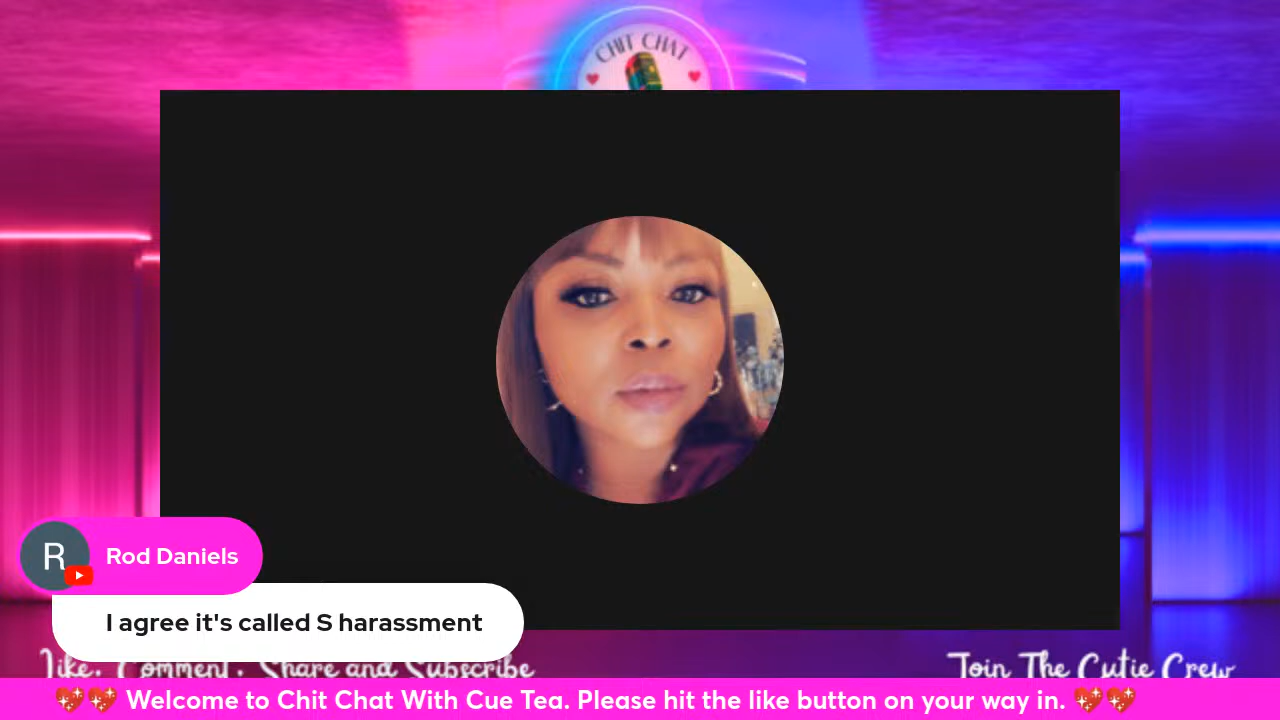 CHIT CHAT
R
Rod Daniels
I agree it's called S harassment
Like. Comment. Share and Subscribe
Join The Cutie Crew
💖💖 Welcome to Chit Chat With Cue Tea. Please hit the like button on your way in. 💖💖